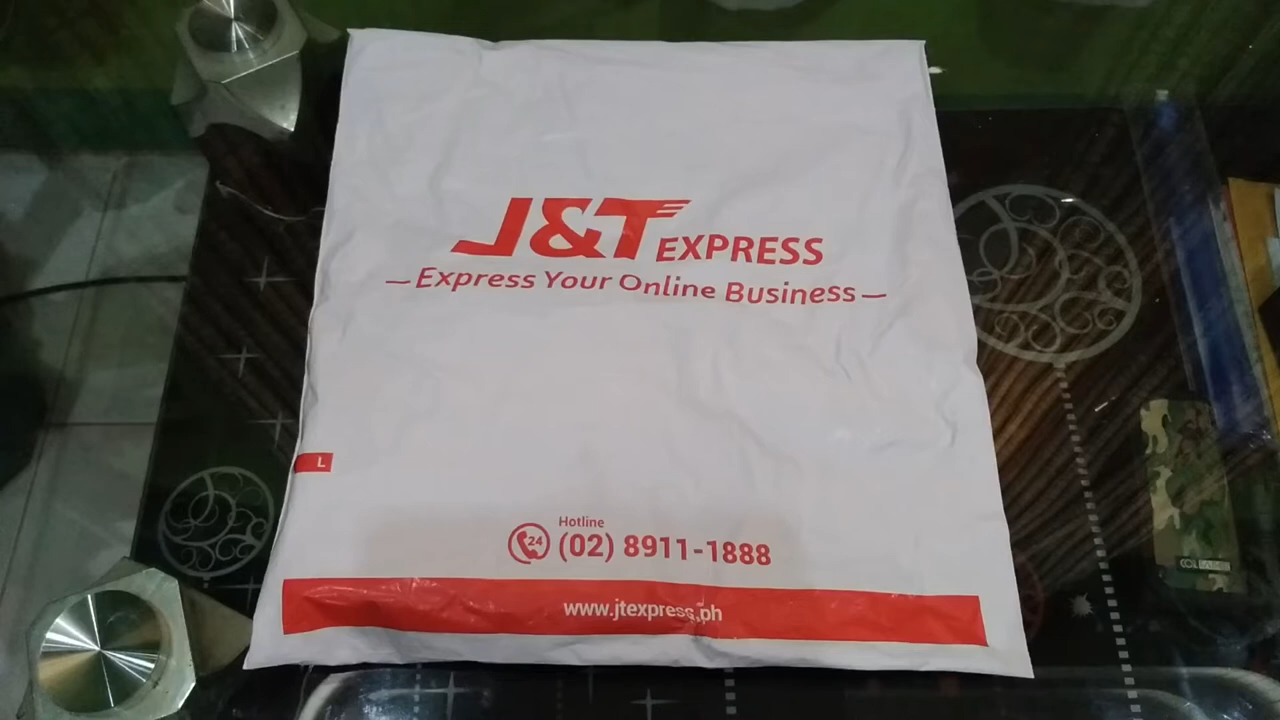 J&T EXPRESS
—Express Your Online Business—
L
Hotline
24
(02) 8911-1888
www.jtexpress.ph